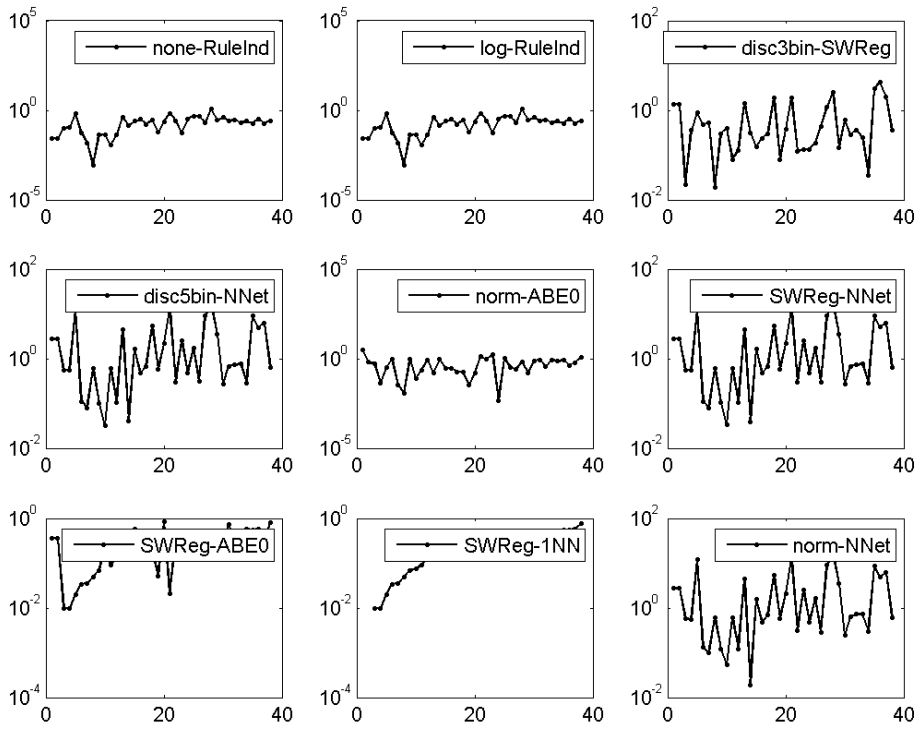 10^5 10^5 10^2
none-RuleInd log-RuleInd disc3bin-SWReg
10^0 10^0 10^0
10^-5 10^-5 10^-2
0 20 40 0 20 40 0 20 40
10^2 10^5 10^2
disc5bin-NNet norm-ABE0 SWReg-NNet
10^0 10^0 10^0
10^-2 10^-5 10^-2
0 20 40 0 20 40 0 20 40
10^0 10^0 10^2
SWReg-ABE0 SWReg-1NN norm-NNet
10^-2 10^-2 10^0
10^-4 10^-4 10^-2
0 20 40 0 20 40 0 20 40